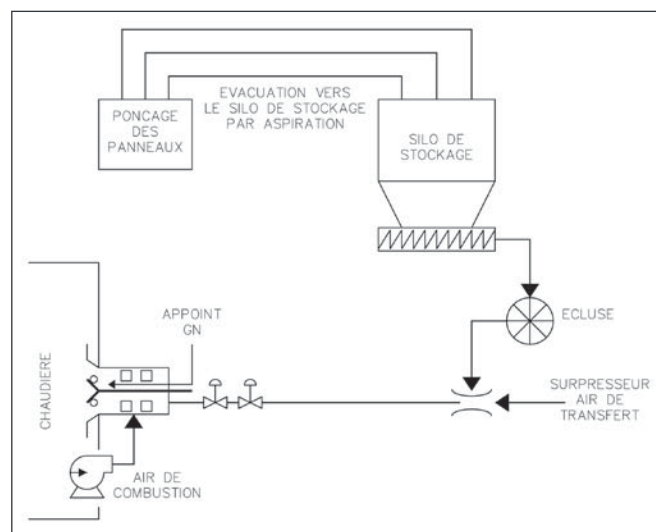 EVACUATION VERS
LE SILO DE STOCKAGE
PAR ASPIRATION
PONCAGE
DES
PANNEAUX
SILO DE
STOCKAGE
APPOINT
GN
ECLUSE
CHAUDIERE
SURPRESSEUR
AIR DE
TRANSFERT
AIR DE
COMBUSTION